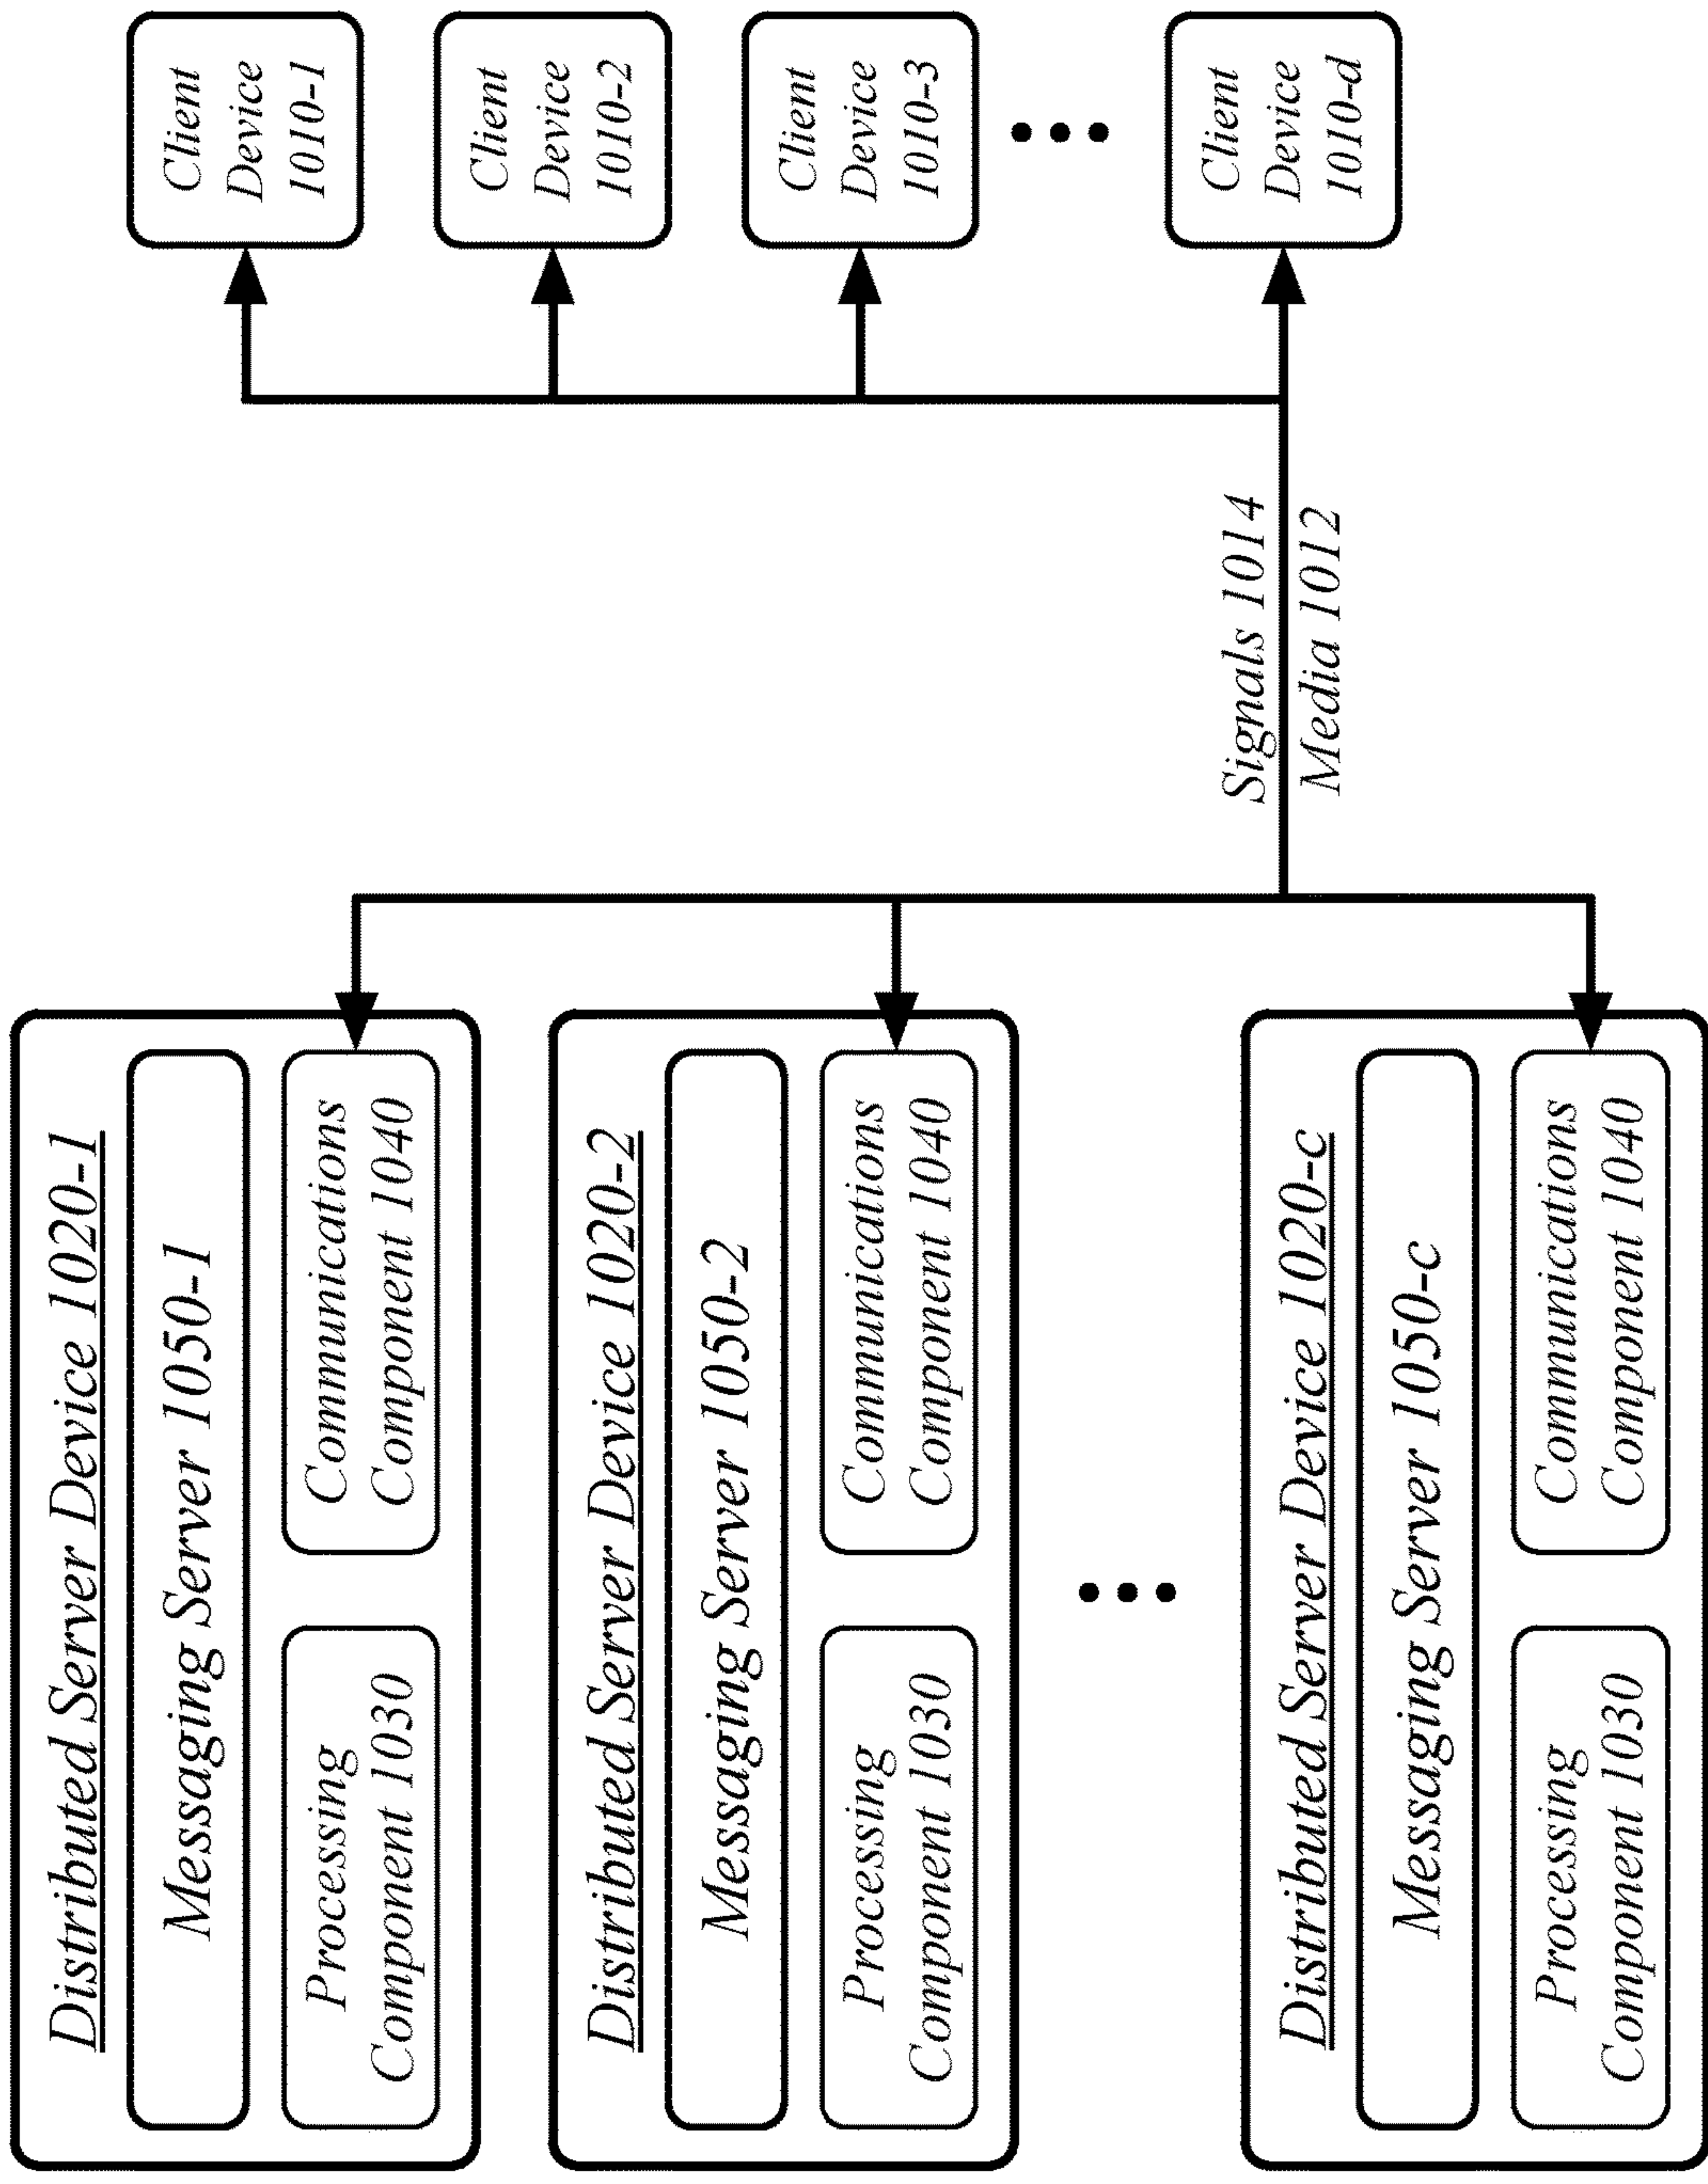 Distributed Server Device 1020-1
Messaging Server 1050-1
Processing
Component 1030
Communications
Component 1040
Distributed Server Device 1020-2
Messaging Server 1050-2
Processing
Component 1030
Communications
Component 1040
Distributed Server Device 1020-c
Messaging Server 1050-c
Processing
Component 1030
Communications
Component 1040
Signals 1014
Media 1012
Client
Device
1010-1
Client
Device
1010-2
Client
Device
1010-3
Client
Device
1010-d